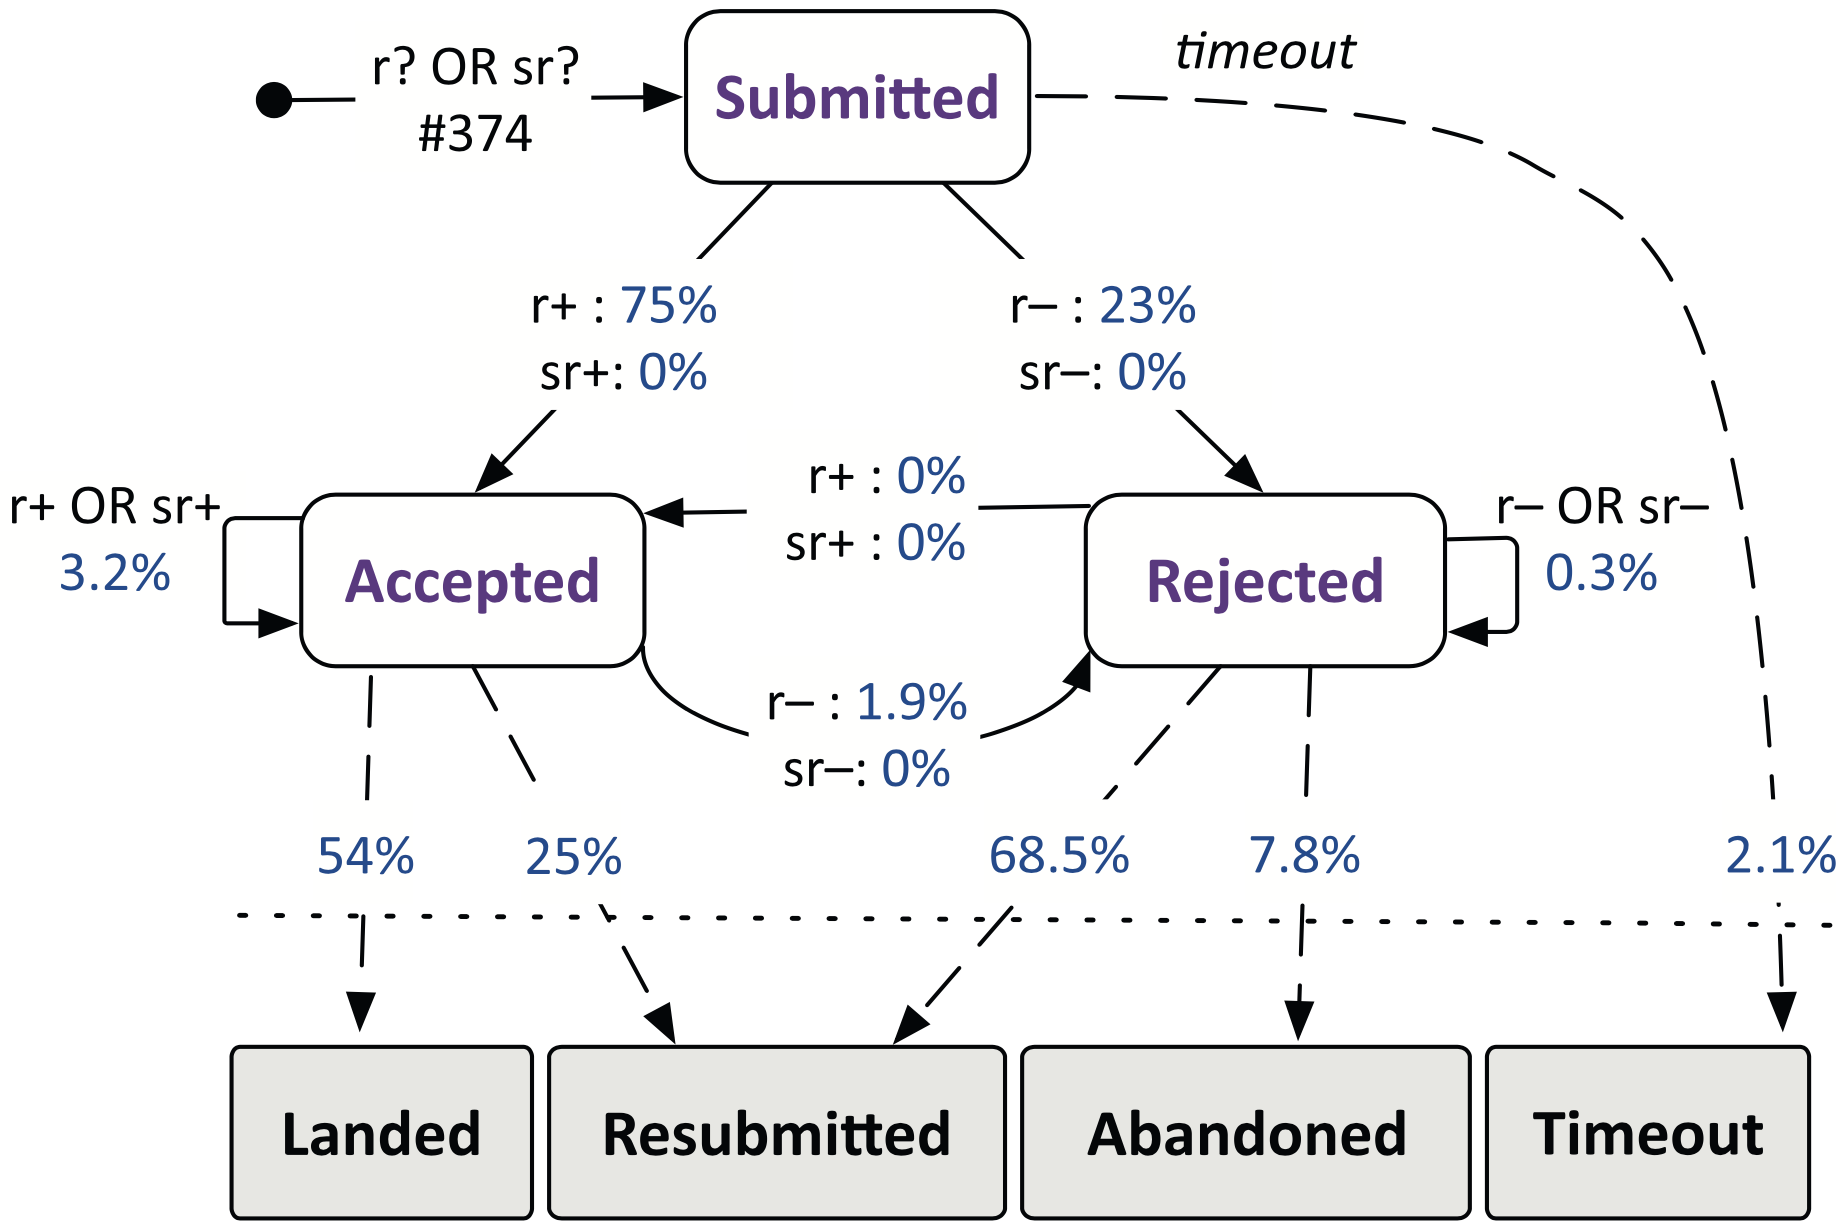 r? OR sr?
#374
Submitted
timeout
r+ : 75%
sr+: 0%
r– : 23%
sr–: 0%
r+ OR sr+
3.2%
Accepted
r+ : 0%
sr+ : 0%
Rejected
r– OR sr–
0.3%
r– : 1.9%
sr–: 0%
54%
25%
68.5%
7.8%
2.1%
Landed
Resubmitted
Abandoned
Timeout